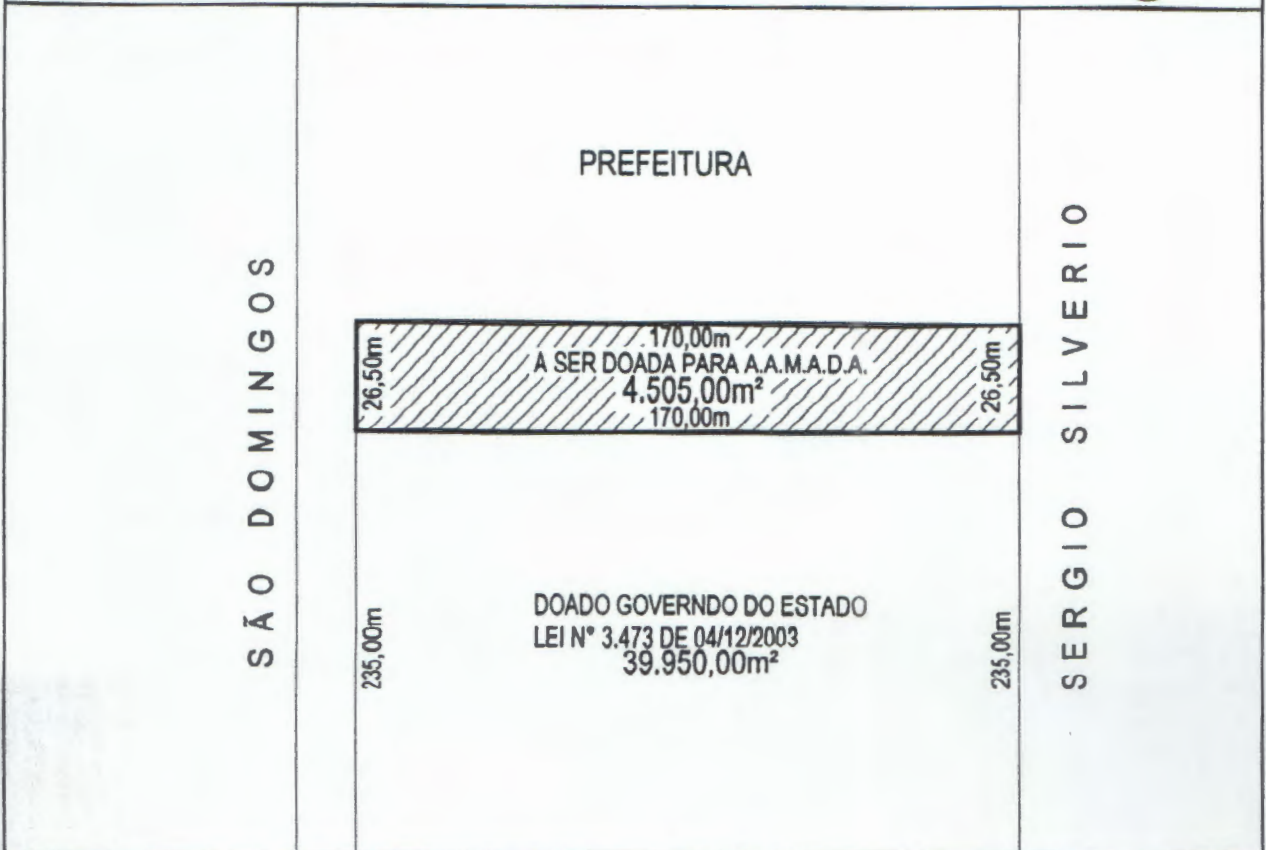 PREFEITURA
SÃO DOMINGOS
SERGIO SILVERIO
170,00m
26,50m
A SER DOADA PARA A.A.M.A.D.A.
26,50m
4.505,00m²
170,00m
DOADO GOVERNDO DO ESTADO
LEI N° 3.473 DE 04/12/2003
39.950,00m²
235,00m
235,00m